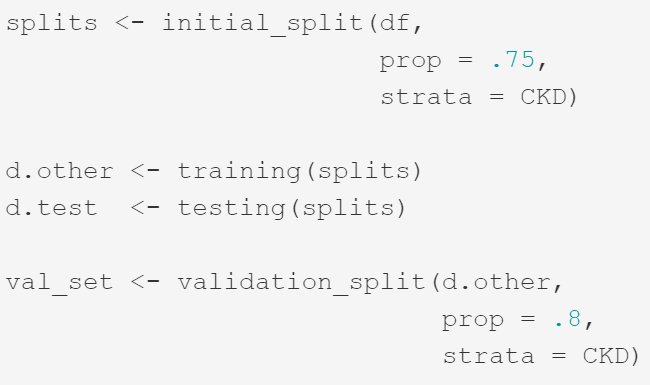 splits <- initial_split(df,
                        prop = .75,
                        strata = CKD)

d.other <- training(splits)
d.test  <- testing(splits)

val_set <- validation_split(d.other,
                            prop = .8,
                            strata = CKD)